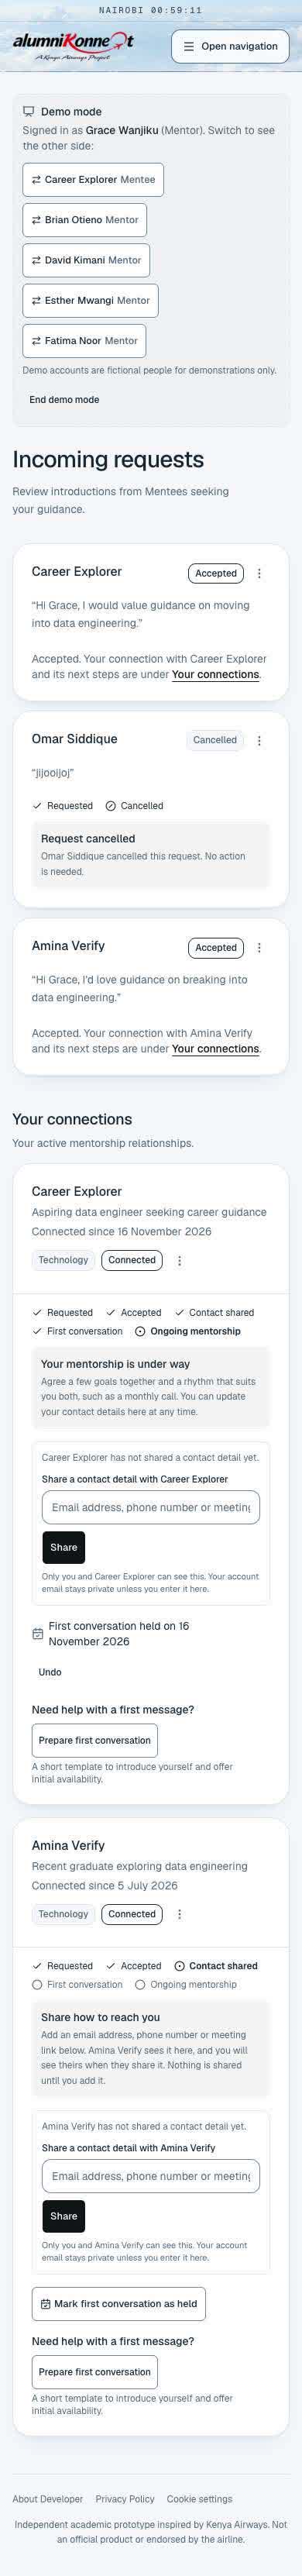 NAIROBI 00:59:11
alumniKonnect
A Kenya Airways Project
Open navigation
Demo mode
Signed in as Grace Wanjiku (Mentor). Switch to see
the other side:
Career Explorer Mentee
Brian Otieno Mentor
David Kimani Mentor
Esther Mwangi Mentor
Fatima Noor Mentor
Demo accounts are fictional people for demonstrations only.
End demo mode
Incoming requests
Review introductions from Mentees seeking
your guidance.
Career Explorer
Accepted
“Hi Grace, I would value guidance on moving
into data engineering.”
Accepted. Your connection with Career Explorer
and its next steps are under Your connections.
Omar Siddique
Cancelled
“jijooijoj”
Requested Cancelled
Request cancelled
Omar Siddique cancelled this request. No action
is needed.
Amina Verify
Accepted
“Hi Grace, I’d love guidance on breaking into
data engineering.”
Accepted. Your connection with Amina Verify
and its next steps are under Your connections.
Your connections
Your active mentorship relationships.
Career Explorer
Aspiring data engineer seeking career guidance
Connected since 16 November 2026
Technology Connected
Requested Accepted Contact shared
First conversation Ongoing mentorship
Your mentorship is under way
Agree a few goals together and a rhythm that suits
you both, such as a monthly call. You can update
your contact details here at any time.
Career Explorer has not shared a contact detail yet.
Share a contact detail with Career Explorer
Email address, phone number or meeting
Share
Only you and Career Explorer can see this. Your account
email stays private unless you enter it here.
First conversation held on 16
November 2026
Undo
Need help with a first message?
Prepare first conversation
A short template to introduce yourself and offer
initial availability.
Amina Verify
Recent graduate exploring data engineering
Connected since 5 July 2026
Technology Connected
Requested Accepted Contact shared
First conversation Ongoing mentorship
Share how to reach you
Add an email address, phone number or meeting
link below. Amina Verify sees it here, and you will
see theirs when they share it. Nothing is shared
until you add it.
Amina Verify has not shared a contact detail yet.
Share a contact detail with Amina Verify
Email address, phone number or meeting
Share
Only you and Amina Verify can see this. Your account
email stays private unless you enter it here.
Mark first conversation as held
Need help with a first message?
Prepare first conversation
A short template to introduce yourself and offer
initial availability.
About Developer Privacy Policy Cookie settings
Independent academic prototype inspired by Kenya Airways. Not
an official product or endorsed by the airline.